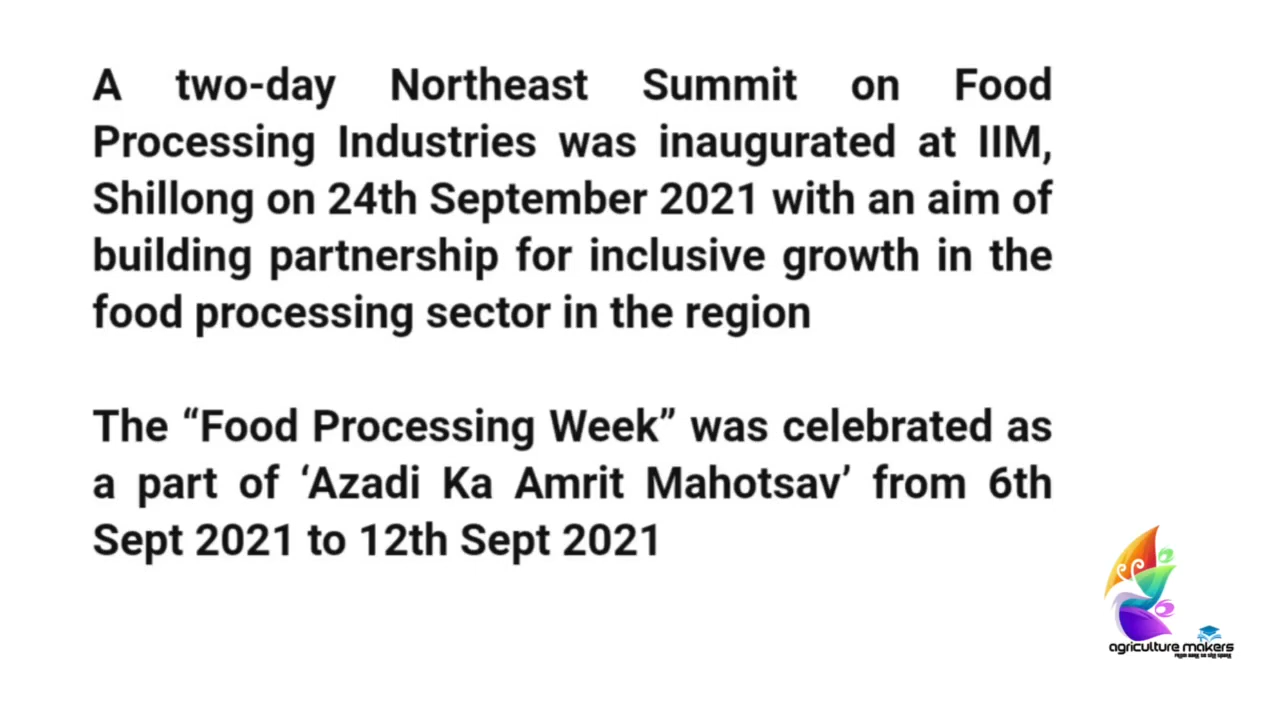 A two-day Northeast Summit on Food
Processing Industries was inaugurated at IIM,
Shillong on 24th September 2021 with an aim of
building partnership for inclusive growth in the
food processing sector in the region
The “Food Processing Week” was celebrated as
a part of ‘Azadi Ka Amrit Mahotsav’ from 6th
Sept 2021 to 12th Sept 2021
agriculture makers